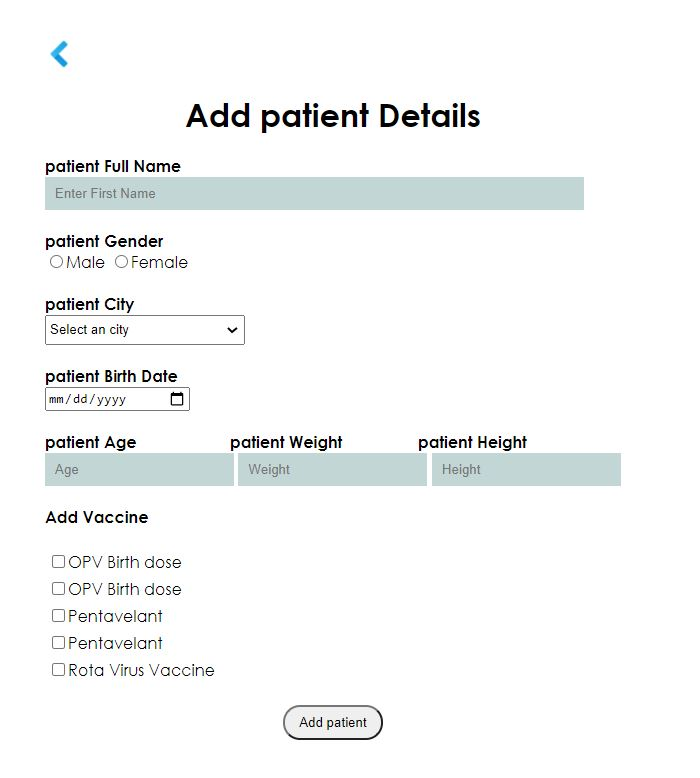 Add patient Details
patient Full Name
Enter First Name
patient Gender
Male Female
patient City
Select an city
patient Birth Date
mm/dd/yyyy
patient Age patient Weight patient Height
Age Weight Height
Add Vaccine
OPV Birth dose
OPV Birth dose
Pentavelant
Pentavelant
Rota Virus Vaccine
Add patient